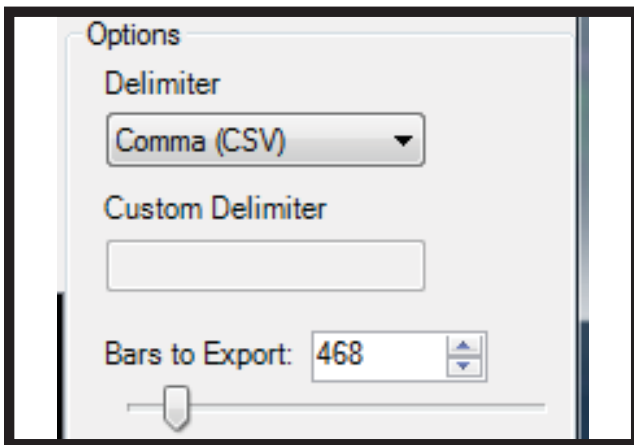 Options
Delimiter
Comma (CSV)
Custom Delimiter
Bars to Export: 468